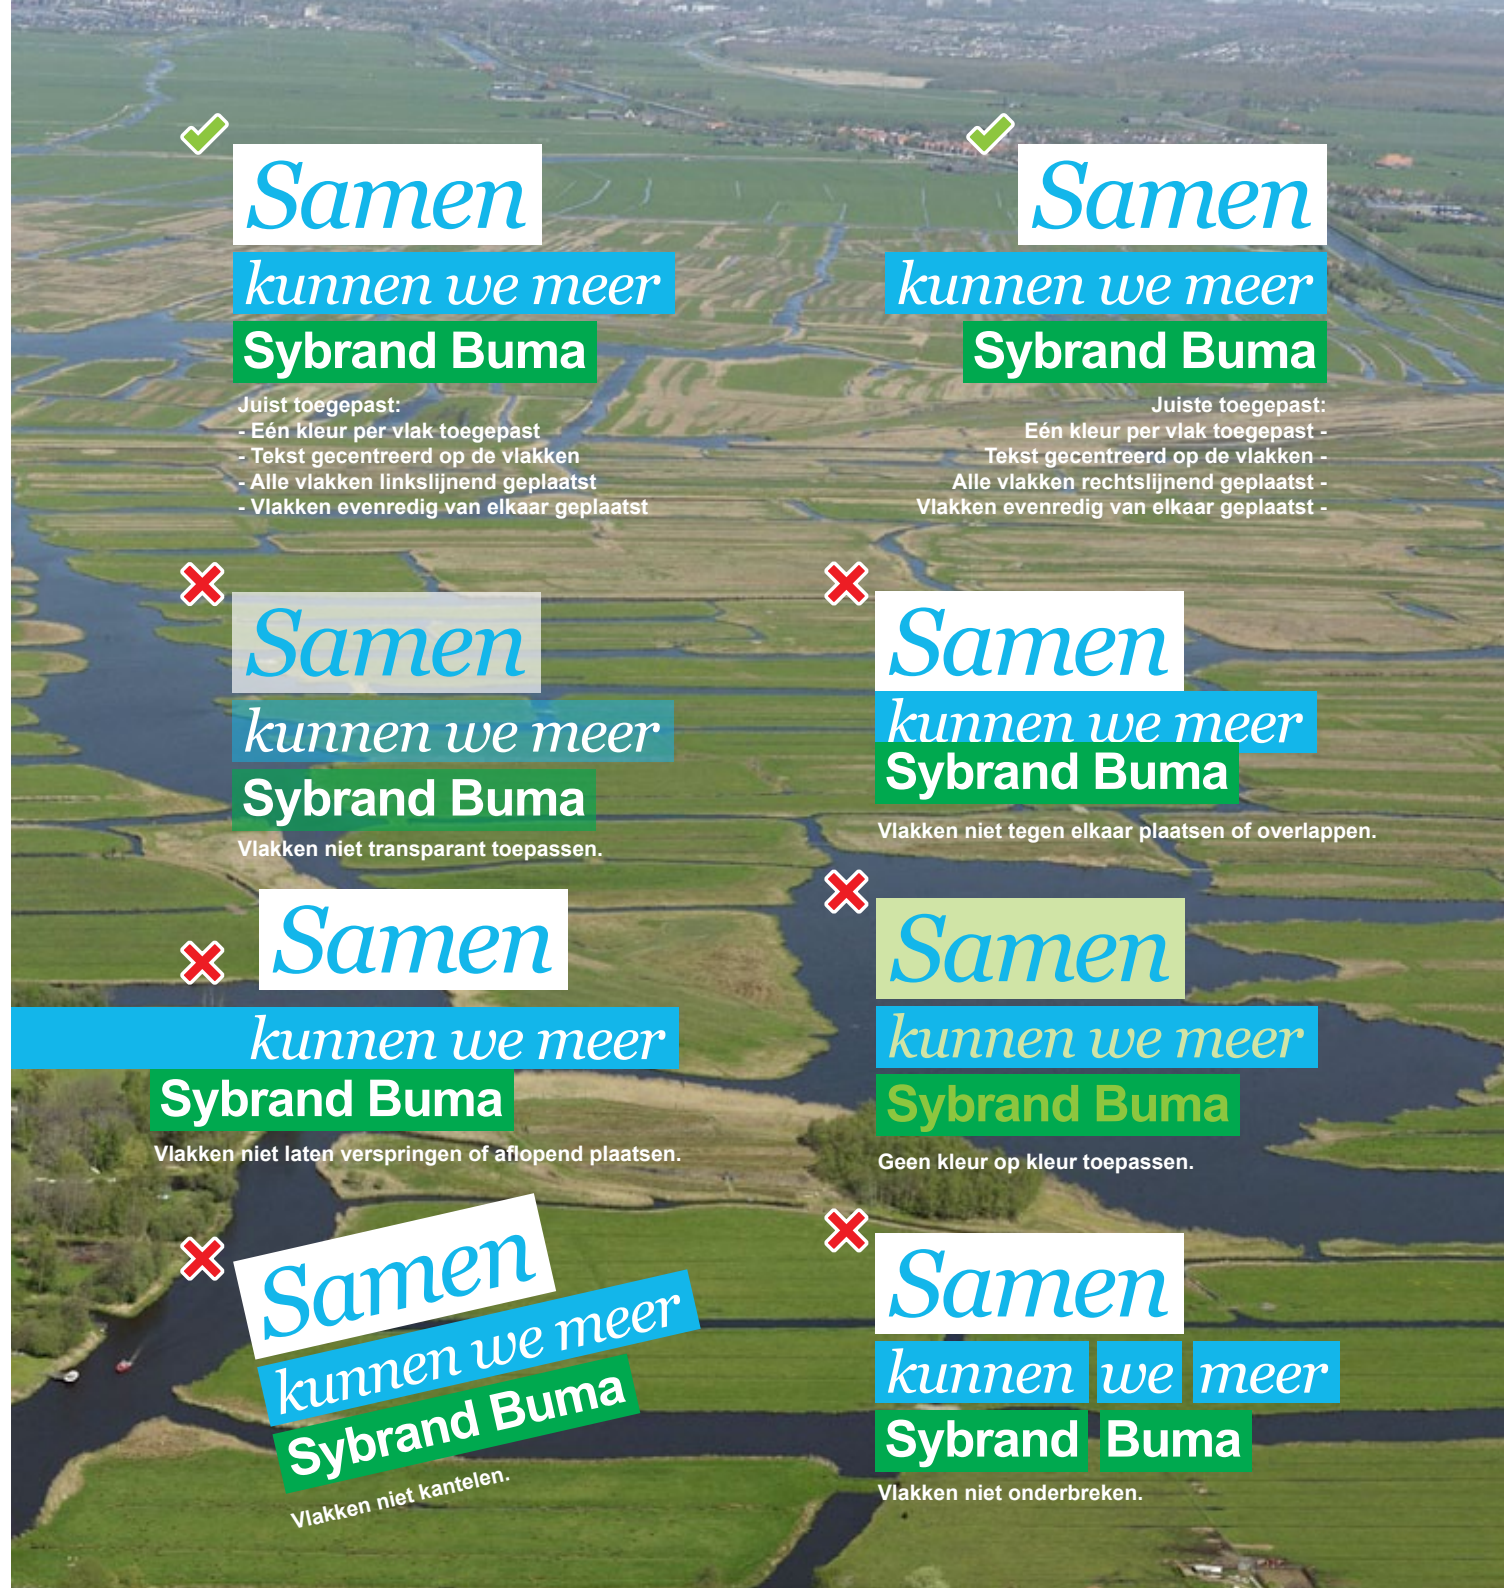 Samen
kunnen we meer
Sybrand Buma
Juist toegepast:
- Eén kleur per vlak toegepast
- Tekst gecentreerd op de vlakken
- Alle vlakken linkslijnend geplaatst
- Vlakken evenredig van elkaar geplaatst
Samen
kunnen we meer
Sybrand Buma
Juiste toegepast:
Eén kleur per vlak toegepast -
Tekst gecentreerd op de vlakken -
Alle vlakken rechtslijnend geplaatst -
Vlakken evenredig van elkaar geplaatst -
Samen
kunnen we meer
Sybrand Buma
Vlakken niet transparant toepassen.
Samen
kunnen we meer
Sybrand Buma
Vlakken niet tegen elkaar plaatsen of overlappen.
Samen
kunnen we meer
Sybrand Buma
Vlakken niet laten verspringen of aflopend plaatsen.
Samen
kunnen we meer
Sybrand Buma
Geen kleur op kleur toepassen.
Samen
kunnen we meer
Sybrand Buma
Vlakken niet kantelen.
Samen
kunnen we meer
Sybrand Buma
Vlakken niet onderbreken.